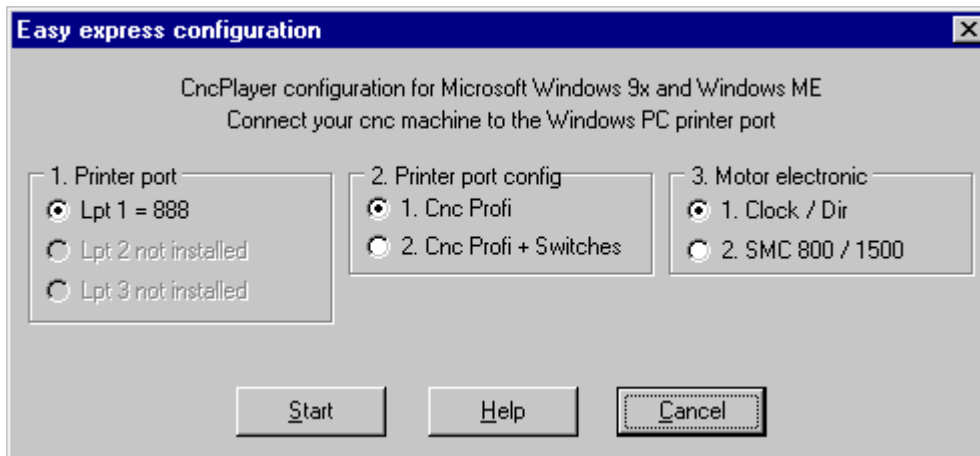 Easy express configuration
CncPlayer configuration for Microsoft Windows 9x and Windows ME
Connect your cnc machine to the Windows PC printer port
1. Printer port
Lpt 1 = 888
Lpt 2 not installed
Lpt 3 not installed
2. Printer port config
1. Cnc Profi
2. Cnc Profi + Switches
3. Motor electronic
1. Clock / Dir
2. SMC 800 / 1500
Start
Help
Cancel